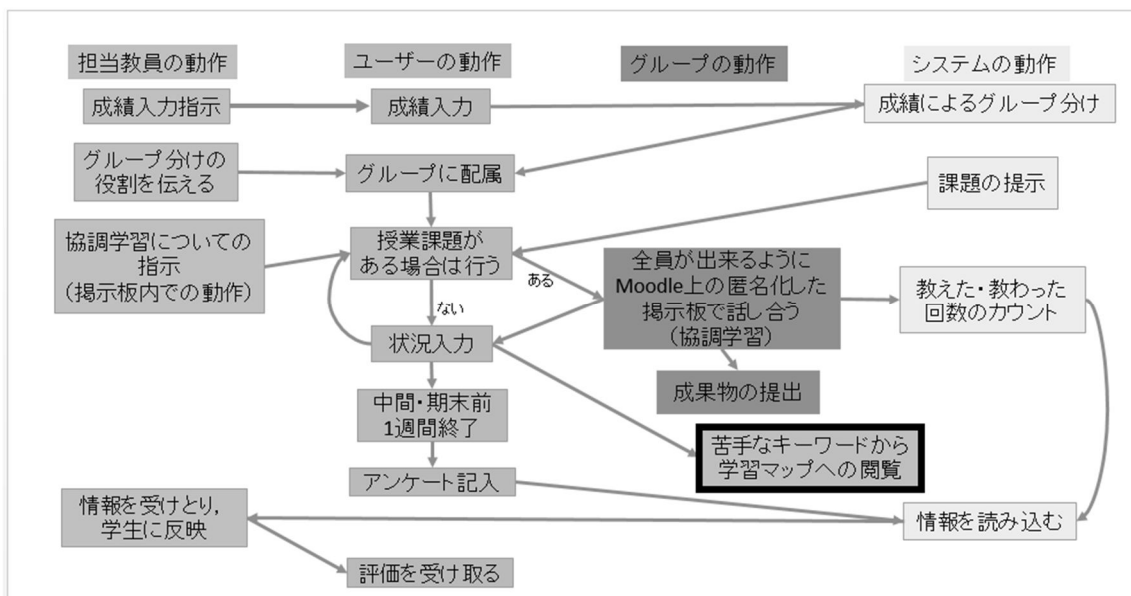 担当教員の動作
ユーザーの動作
グループの動作
システムの動作
成績入力指示
成績入力
成績によるグループ分け
グループ分けの
役割を伝える
グループに配属
課題の提示
協調学習についての
指示
（掲示板内での動作）
授業課題が
ある場合は行う
ある
ない
全員が出来るように
Moodle上の匿名化した
掲示板で話し合う
（協調学習）
教えた・教わった
回数のカウント
状況入力
成果物の提出
中間・期末前
1週間終了
苦手なキーワードから
学習マップへの閲覧
アンケート記入
情報を受けとり，
学生に反映
情報を読み込む
評価を受け取る